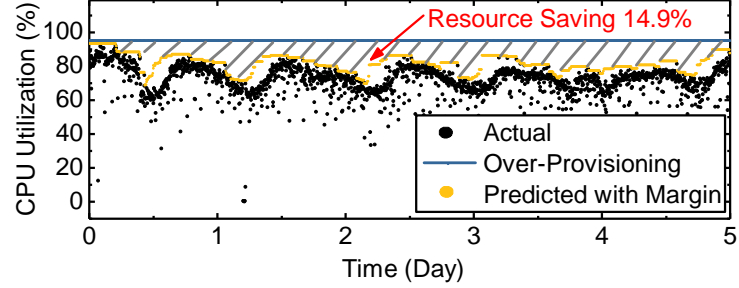 Resource Saving 14.9%
CPU Utilization (%)
100
80
60
40
20
0
Actual
Over-Provisioning
Predicted with Margin
0 1 2 3 4 5
Time (Day)